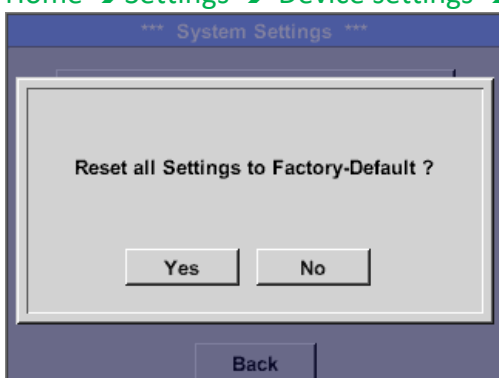 Home → Settings → Device settings →
*** System Settings ***
Reset all Settings to Factory-Default ?
Yes No
Back